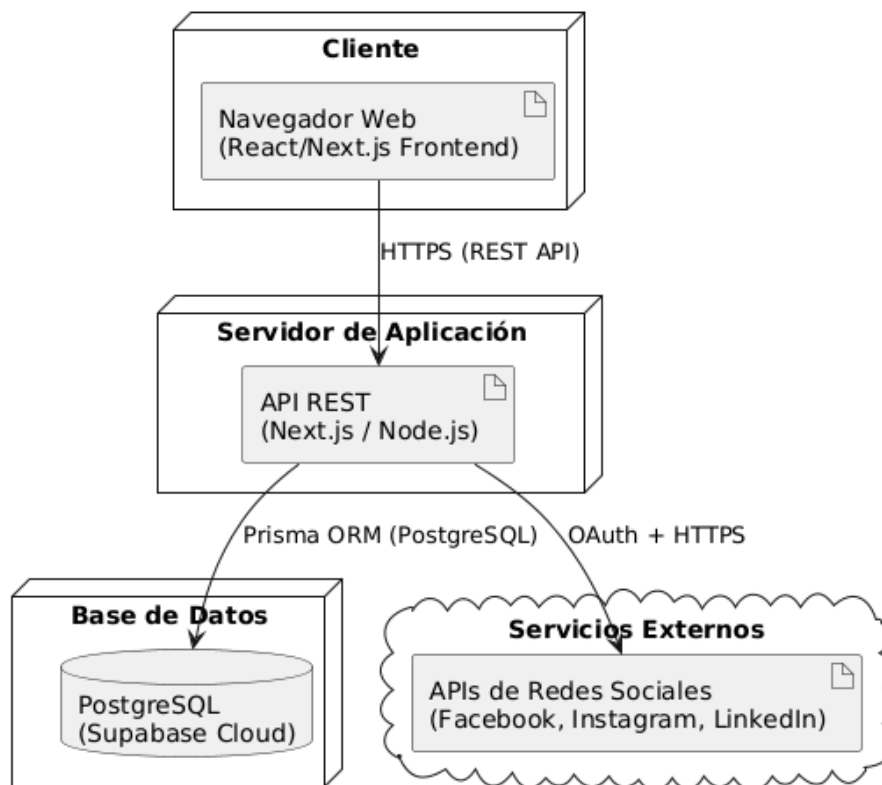 Cliente
Navegador Web
(React/Next.js Frontend)
HTTPS (REST API)
Servidor de Aplicación
API REST
(Next.js / Node.js)
Prisma ORM (PostgreSQL)
OAuth + HTTPS
Base de Datos
PostgreSQL
(Supabase Cloud)
Servicios Externos
APIs de Redes Sociales
(Facebook, Instagram, LinkedIn)